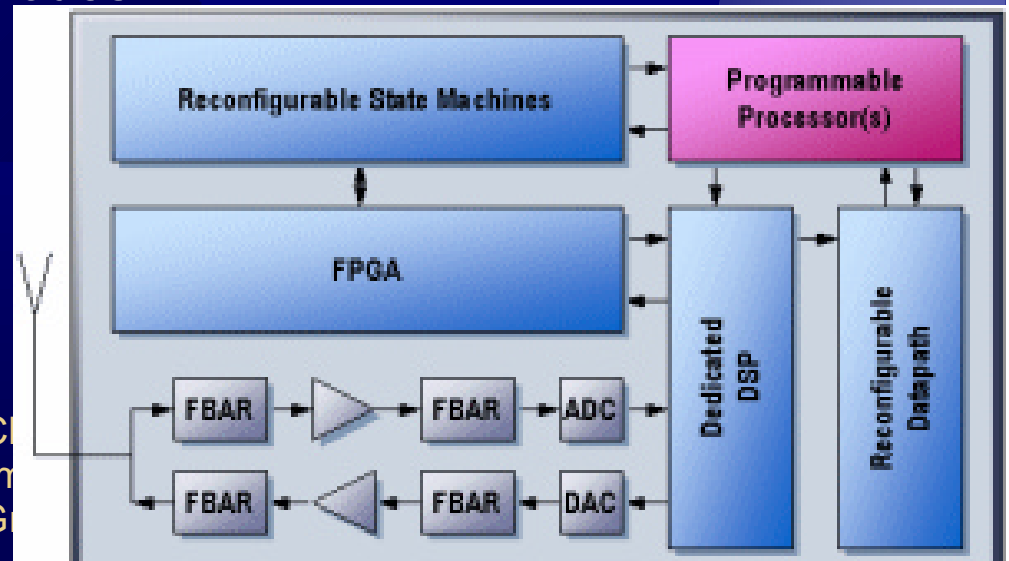 Reconfigurable State Machines
Programmable
Processor(s)
FPGA
Dedicated
DSP
Reconfigurable
Datapath
FBAR
FBAR
ADC
FBAR
FBAR
DAC